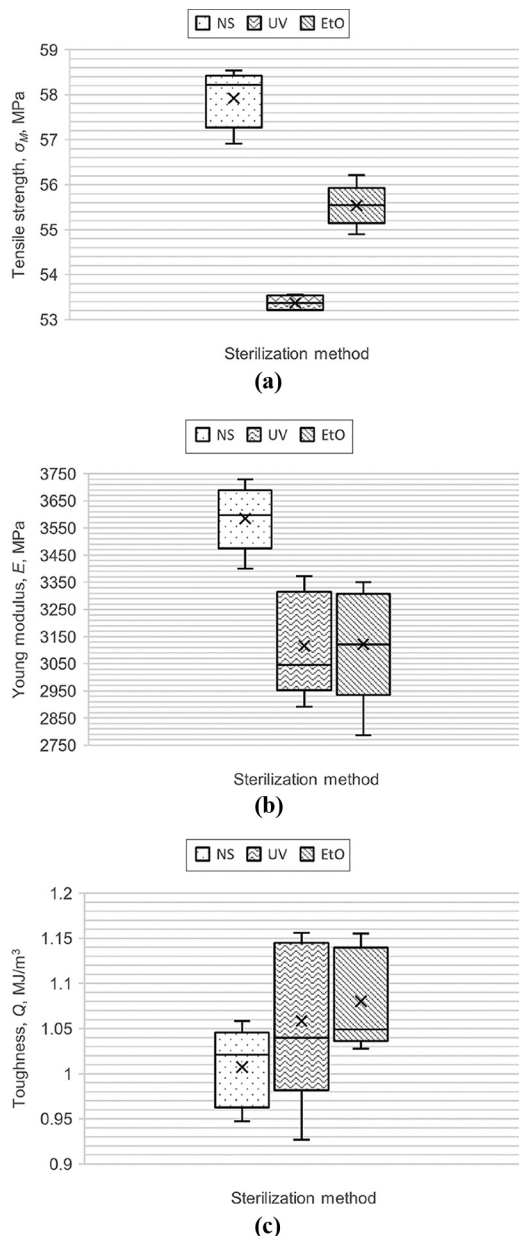 NS UV EtO
59
58
57
56
55
54
53
Tensile strength, σM, MPa
Sterilization method
(a)
NS UV EtO
3750
3650
3550
3450
3350
3250
3150
3050
2950
2850
2750
Young modulus, E, MPa
Sterilization method
(b)
NS UV EtO
1.2
1.15
1.1
1.05
1
0.95
0.9
Toughness, Q, MJ/m³
Sterilization method
(c)